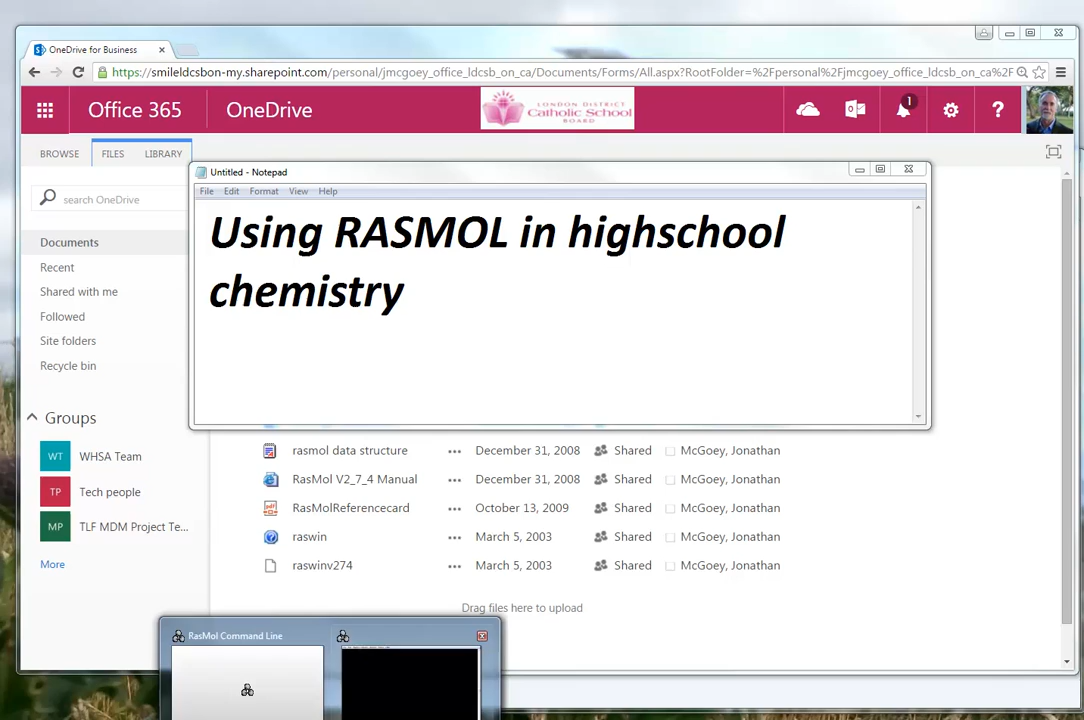 OneDrive for Business
https://smileldcsbon-my.sharepoint.com/personal/jmcgoey_office_ldcsb_on_ca/Documents/Forms/All.aspx?RootFolder=%2Fpersonal%2Fjmcgoey_office_ldcsb_on_ca%2F
Office 365
OneDrive
LONDON DISTRICT
Catholic School
BOARD
1
BROWSE FILES LIBRARY
Untitled - Notepad
File Edit Format View Help
Using RASMOL in highschool
chemistry
search OneDrive
Documents
Recent
Shared with me
Followed
Site folders
Recycle bin
Groups
WT WHSA Team
TP Tech people
MP TLF MDM Project Te...
More
rasmol data structure ... December 31, 2008 Shared McGoey, Jonathan
RasMol V2_7_4 Manual ... December 31, 2008 Shared McGoey, Jonathan
RasMolReferencecard ... October 13, 2009 Shared McGoey, Jonathan
raswin ... March 5, 2003 Shared McGoey, Jonathan
raswinv274 ... March 5, 2003 Shared McGoey, Jonathan
Drag files here to upload
RasMol Command Line